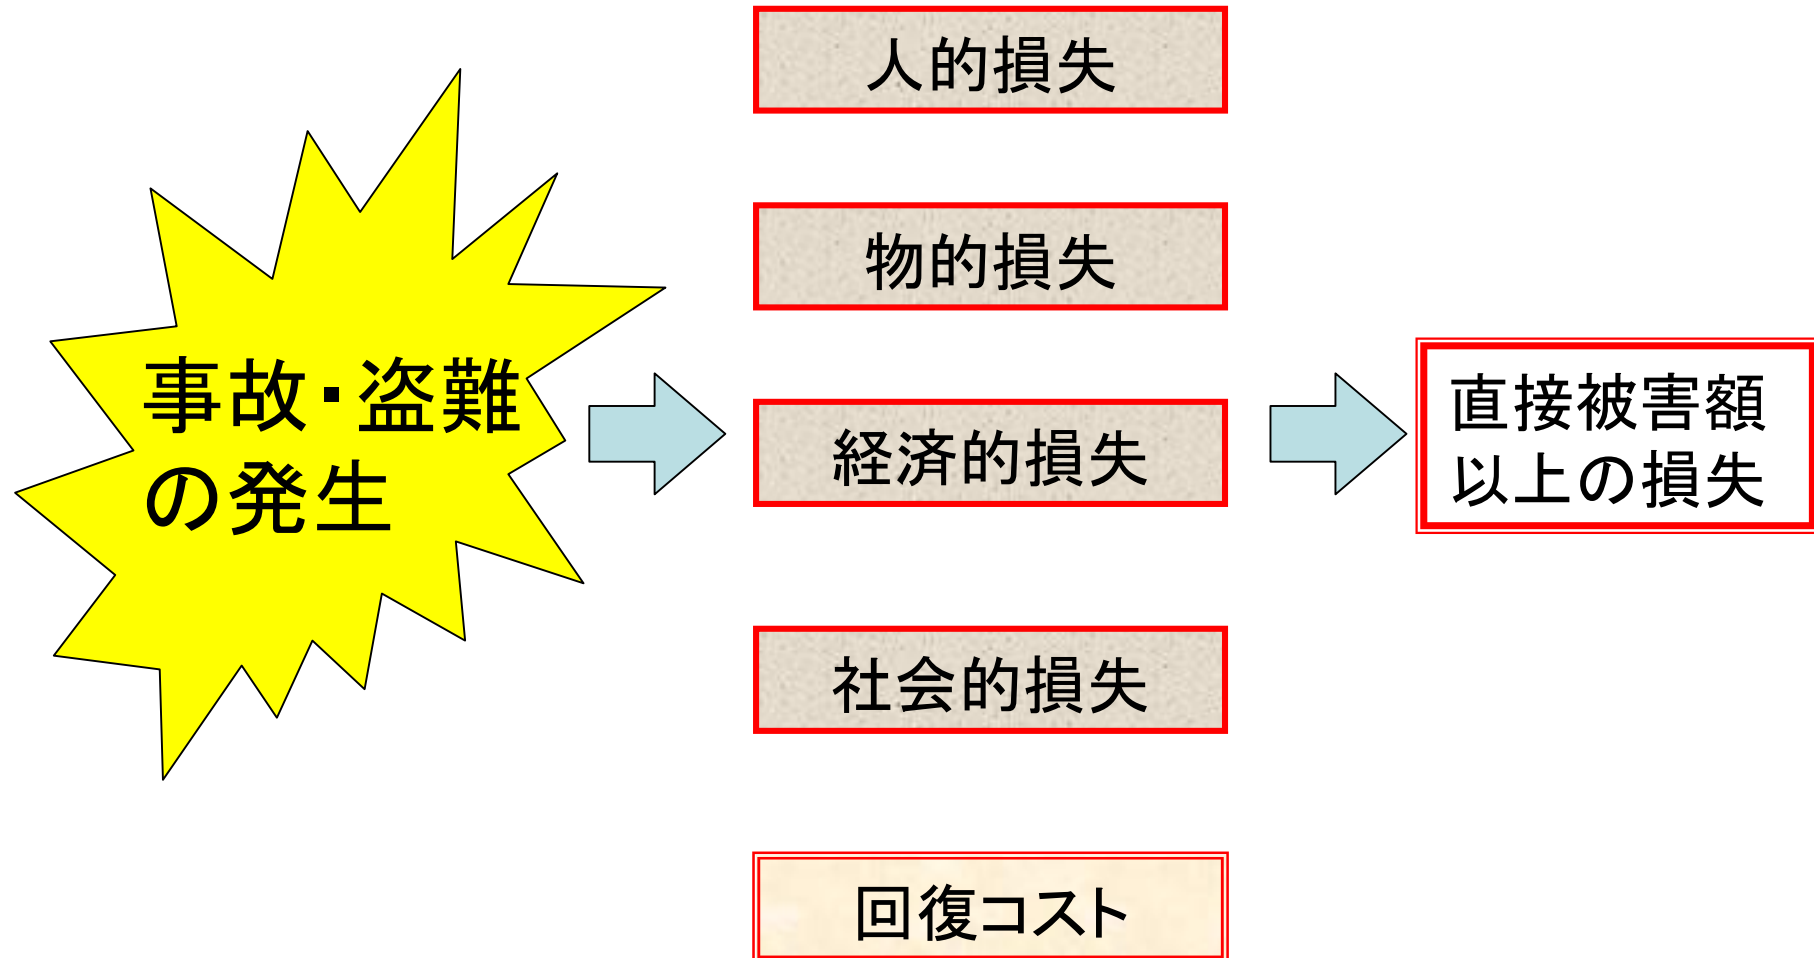 人的損失
物的損失
事故・盗難
の発生
経済的損失
直接被害額
以上の損失
社会的損失
回復コスト